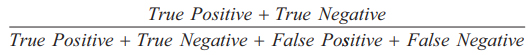 True Positive + True Negative
True Positive + True Negative + False Positive + False Negative